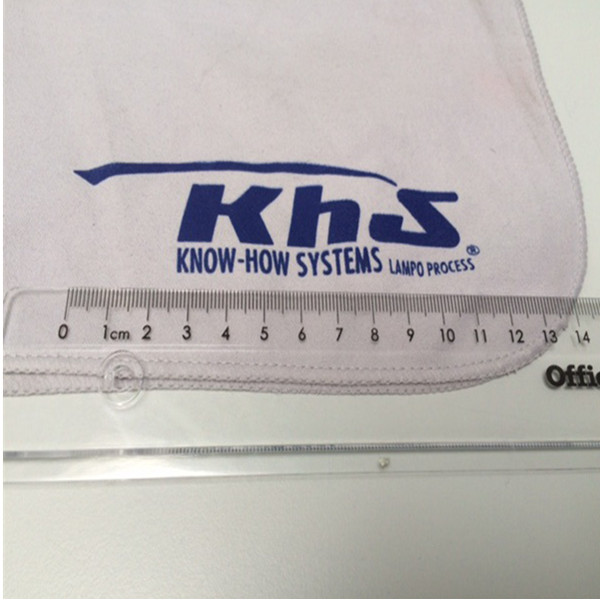 KhS
KNOW-HOW SYSTEMS LAMPO PROCESS®
0 1cm 2 3 4 5 6 7 8 9 10 11 12 13 14
Offic